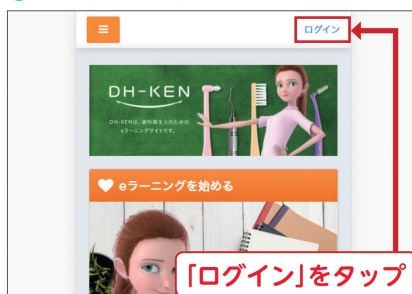 ログイン
DH-KEN
DH-KENは、歯科衛生士のための
eラーニングサイトです。
eラーニングを始める
「ログイン」をタップ